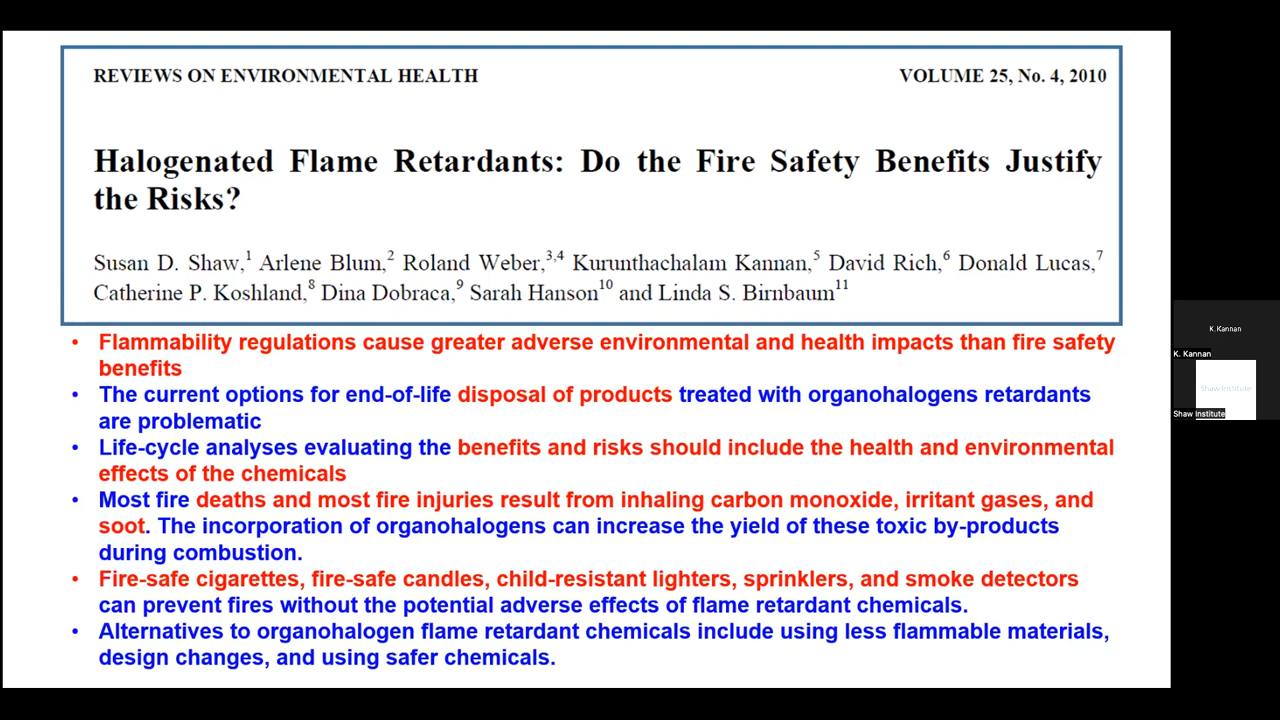 REVIEWS ON ENVIRONMENTAL HEALTH VOLUME 25, No. 4, 2010
Halogenated Flame Retardants: Do the Fire Safety Benefits Justify
the Risks?
Susan D. Shaw,1 Arlene Blum,2 Roland Weber,3,4 Kurunthachalam Kannan,5 David Rich,6 Donald Lucas,7
Catherine P. Koshland,8 Dina Dobraca,9 Sarah Hanson10 and Linda S. Birnbaum11
• Flammability regulations cause greater adverse environmental and health impacts than fire safety
benefits
• The current options for end-of-life disposal of products treated with organohalogens retardants
are problematic
• Life-cycle analyses evaluating the benefits and risks should include the health and environmental
effects of the chemicals
• Most fire deaths and most fire injuries result from inhaling carbon monoxide, irritant gases, and
soot. The incorporation of organohalogens can increase the yield of these toxic by-products
during combustion.
• Fire-safe cigarettes, fire-safe candles, child-resistant lighters, sprinklers, and smoke detectors
can prevent fires without the potential adverse effects of flame retardant chemicals.
• Alternatives to organohalogen flame retardant chemicals include using less flammable materials,
design changes, and using safer chemicals.
K. Kannan
K. Kannan
Shaw Institute
Shaw Institute